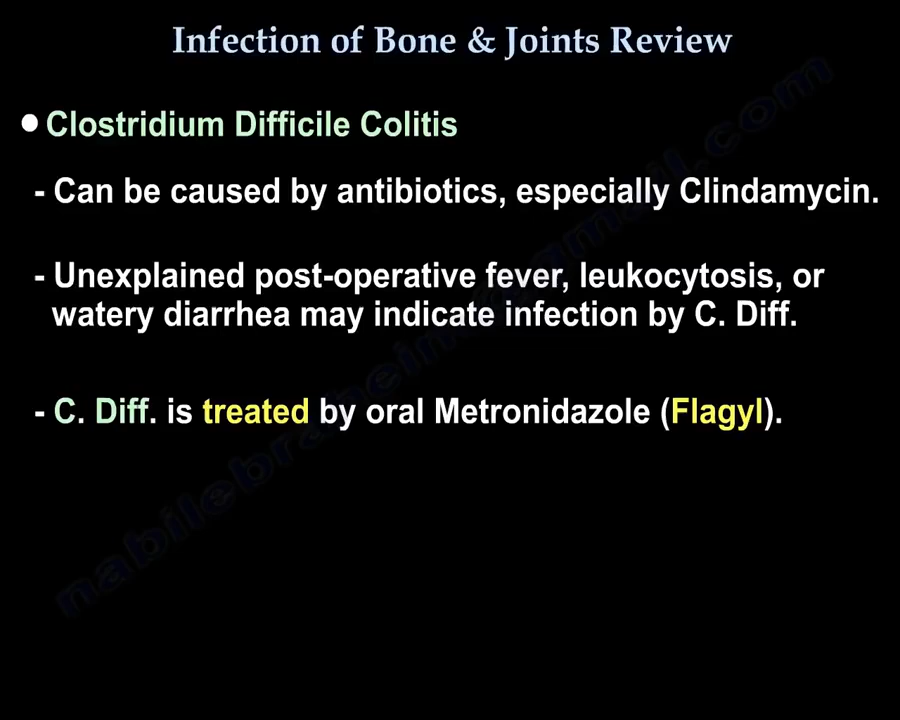 Infection of Bone & Joints Review
Clostridium Difficile Colitis
- Can be caused by antibiotics, especially Clindamycin.
- Unexplained post-operative fever, leukocytosis, or
watery diarrhea may indicate infection by C. Diff.
- C. Diff. is treated by oral Metronidazole (Flagyl).